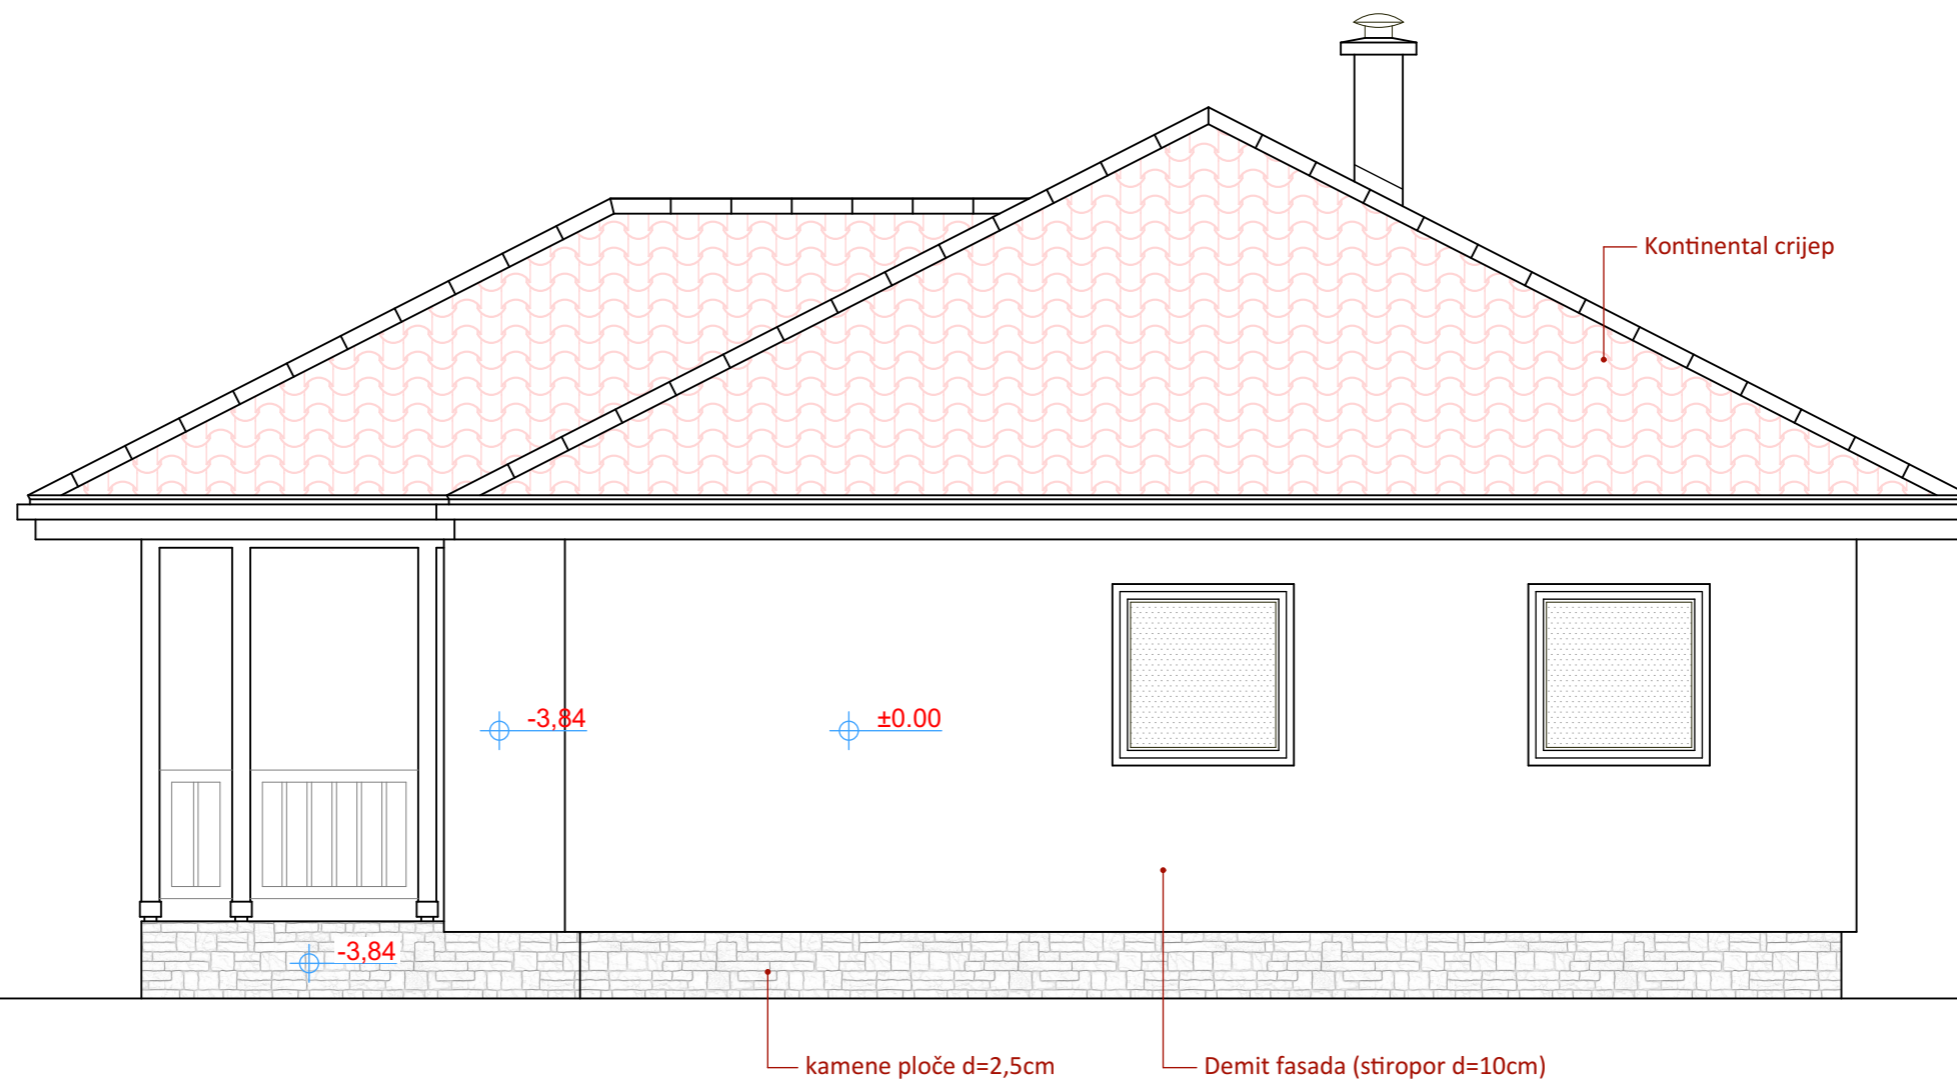 Kontinental crijep
-3,84
±0.00
-3,84
kamene ploče d=2,5cm
Demit fasada (stiropor d=10cm)